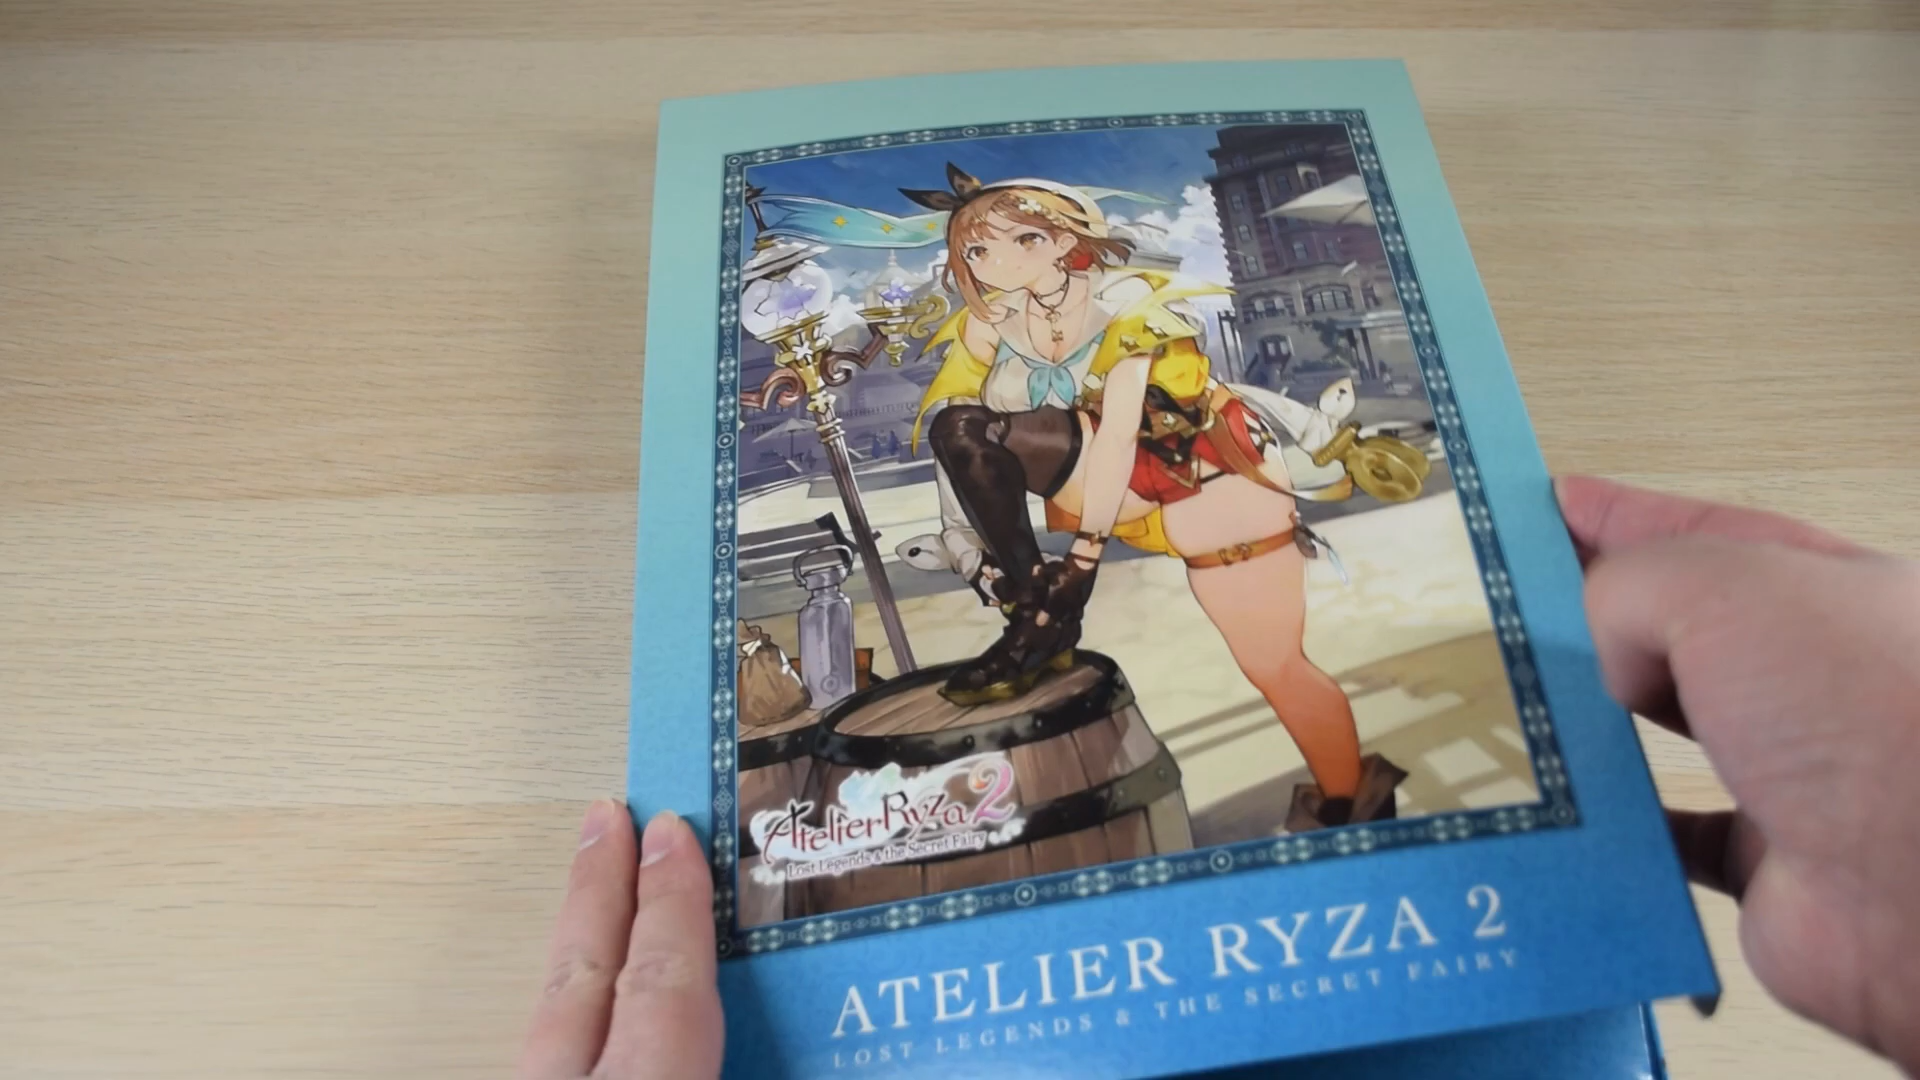 Atelier Ryza 2
Lost Legends & the Secret Fairy
ATELIER RYZA 2
LOST LEGENDS & THE SECRET FAIRY